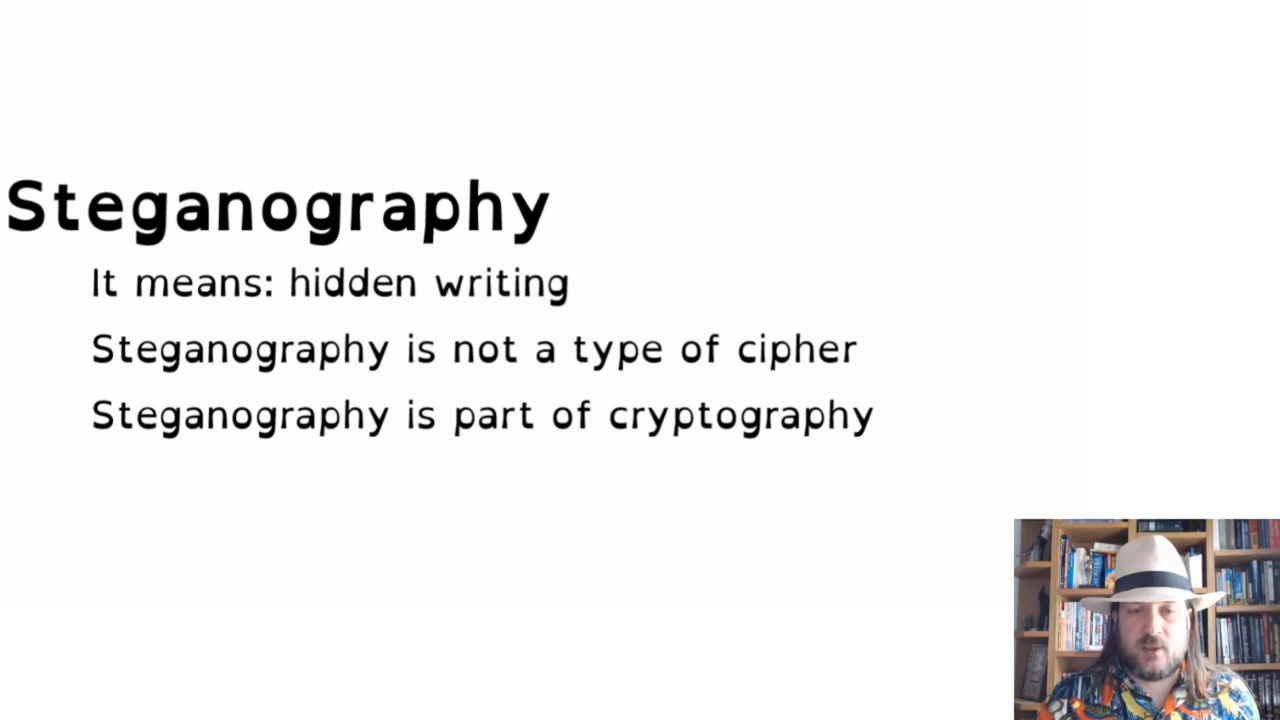 Steganography
It means: hidden writing
Steganography is not a type of cipher
Steganography is part of cryptography